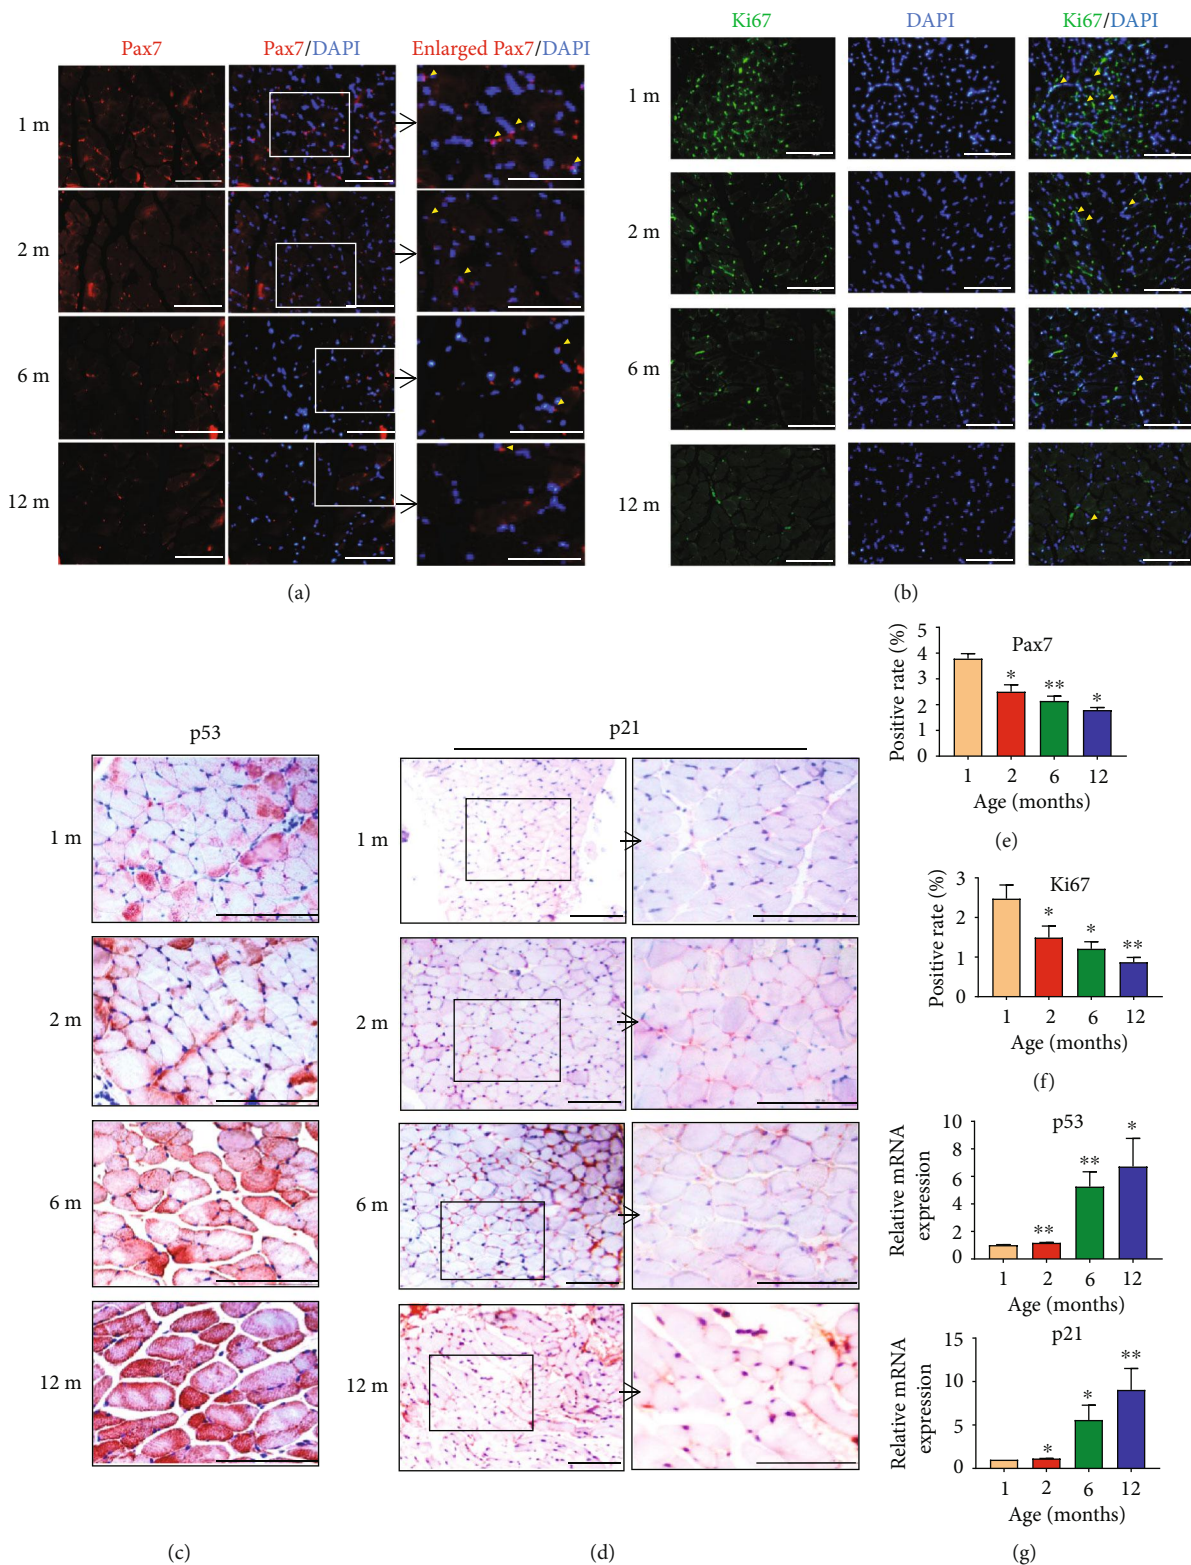 Pax7
Pax7/DAPI
Enlarged Pax7/DAPI
1 m
2 m
6 m
12 m
(a)
Ki67
DAPI
Ki67/DAPI
1 m
2 m
6 m
12 m
(b)
p53
1 m
2 m
6 m
12 m
(c)
p21
1 m
2 m
6 m
12 m
(d)
Pax7
Positive rate (%)
5
4
3
2
1
0
*
**
*
1 2 6 12
Age (months)
(e)
Ki67
Positive rate (%)
3
2
1
0
*
*
**
1 2 6 12
Age (months)
(f)
p53
Relative mRNA
expression
10
8
6
4
2
0
**
**
*
1 2 6 12
Age (months)
p21
Relative mRNA
expression
15
10
5
0
*
*
**
1 2 6 12
Age (months)
(g)